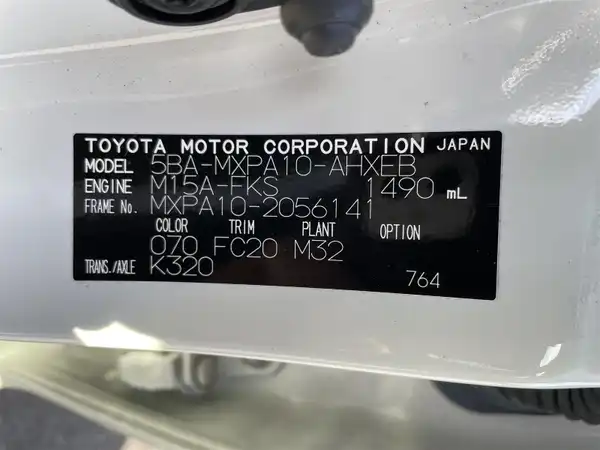 TOYOTA MOTOR CORPORATION JAPAN
MODEL 5BA-MXPA10-AHXEB
ENGINE M15A-FKS 1490 mL
FRAME No. MXPA10-2056141
COLOR TRIM PLANT OPTION
070 FC20 M32
TRANS./AXLE K320
764